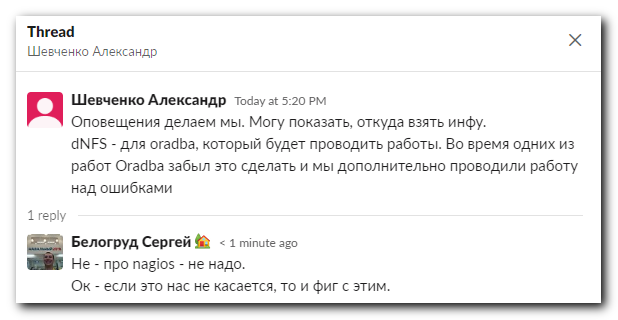 Thread
Шевченко Александр
Шевченко Александр Today at 5:20 PM
Оповещения делаем мы. Могу показать, откуда взять инфу.
dNFS - для oradba, который будет проводить работы. Во время одних из
работ Oradba забыл это сделать и мы дополнительно проводили работу
над ошибками
1 reply
Белогруд Сергей < 1 minute ago
Не - про nagios - не надо.
Ок - если это нас не касается, то и фиг с этим.